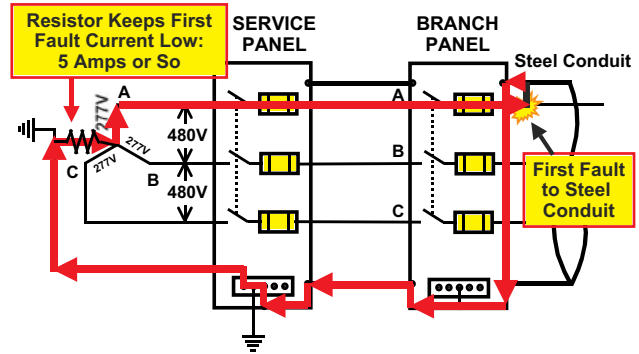 Resistor Keeps First
Fault Current Low:
5 Amps or So
SERVICE
PANEL
BRANCH
PANEL
Steel Conduit
A
277V
A
480V
277V
277V
C
B
B
480V
C
First Fault
to Steel
Conduit